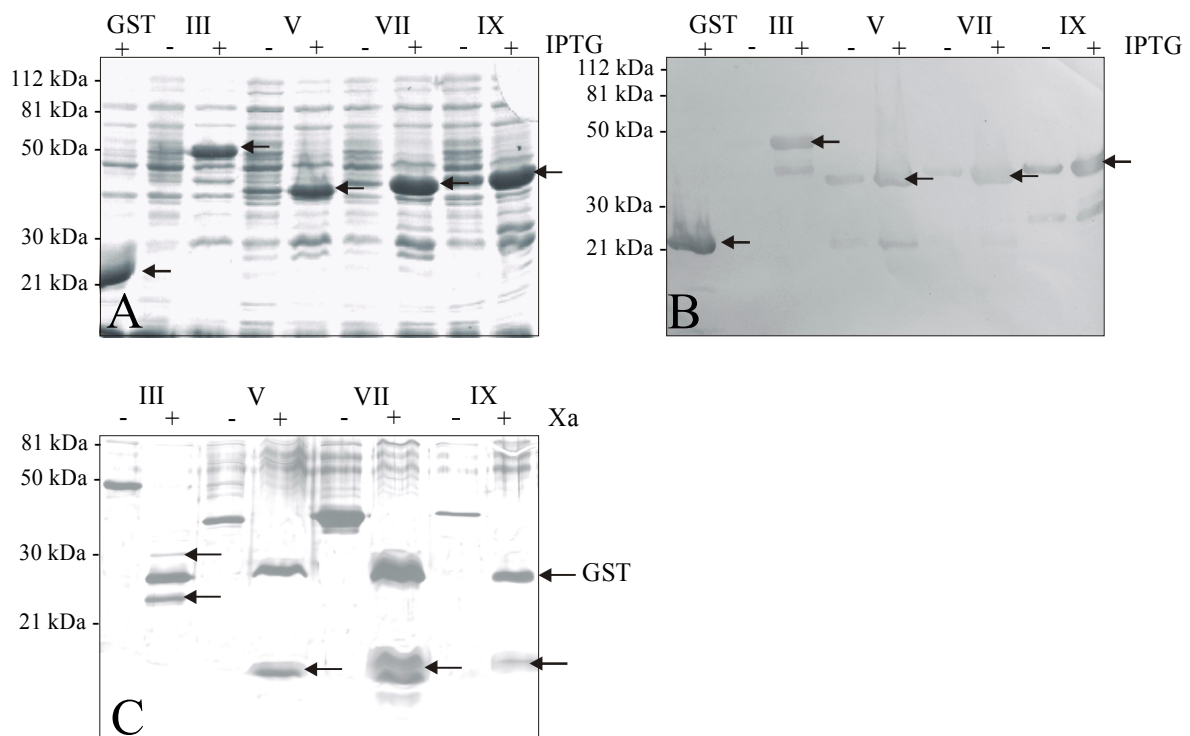 GST III V VII IX
+ - + - + - + - + IPTG
112 kDa
81 kDa
50 kDa
30 kDa
21 kDa
A
GST III V VII IX
+ - + - + - + - + IPTG
112 kDa
81 kDa
50 kDa
30 kDa
21 kDa
B
III V VII IX
- + - + - + - + Xa
81 kDa
50 kDa
30 kDa
GST
21 kDa
C